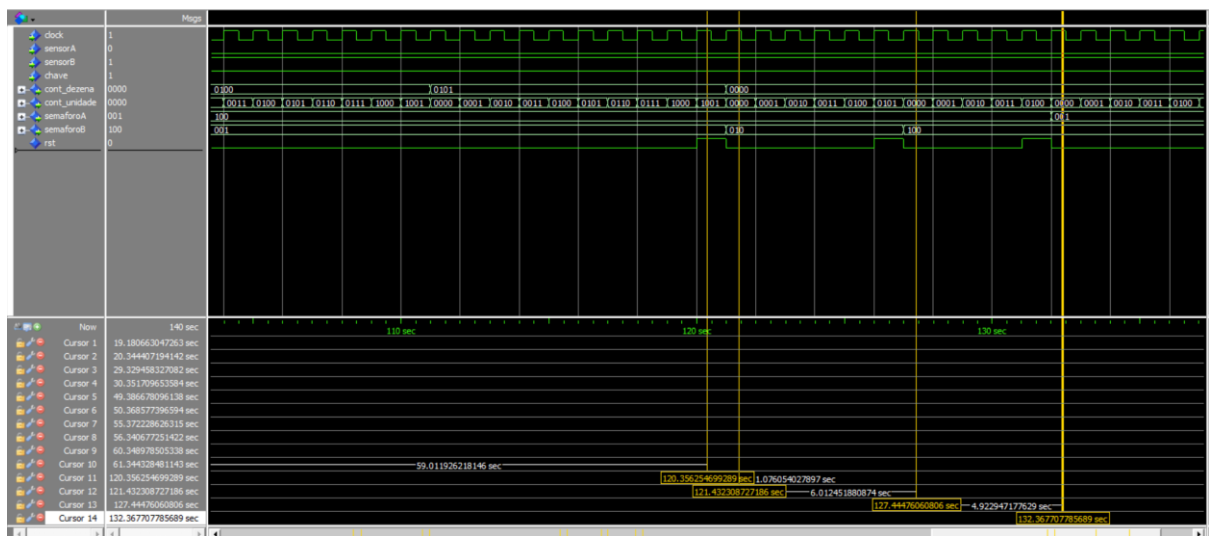 Msgs
clock 1
sensorA 0
sensorB 1
chave 1
cont_dezena 0000 0100 0101 0000
cont_unidade 0000 0011 0100 0101 0110 0111 1000 1001 0000 0001 0010 0011 0100 0101 0110 0111 1000 1001 0000 0001 0010 0011 0100 0101 0000 0001 0010 0011 0100 0000 0001 0010 0011 0100
semaforoA 001 100 001
semaforoB 100 001 010 100
rst 0
Now 140 sec 110 sec 120 sec 130 sec
Cursor 1 19.180663047263 sec
Cursor 2 20.344407194142 sec
Cursor 3 29.329458327082 sec
Cursor 4 30.351709653584 sec
Cursor 5 49.386678096138 sec
Cursor 6 50.368577396594 sec
Cursor 7 55.372228626315 sec
Cursor 8 56.340677251422 sec
Cursor 9 60.348978505338 sec
Cursor 10 61.344328481143 sec 59.011926218146 sec
Cursor 11 120.356254699289 sec 120.356254699289 sec 1.076054027897 sec
Cursor 12 121.432308727186 sec 121.432308727186 sec 6.012451880874 sec
Cursor 13 127.44476060806 sec 127.44476060806 sec 4.922947177629 sec
Cursor 14 132.367707785689 sec 132.367707785689 sec